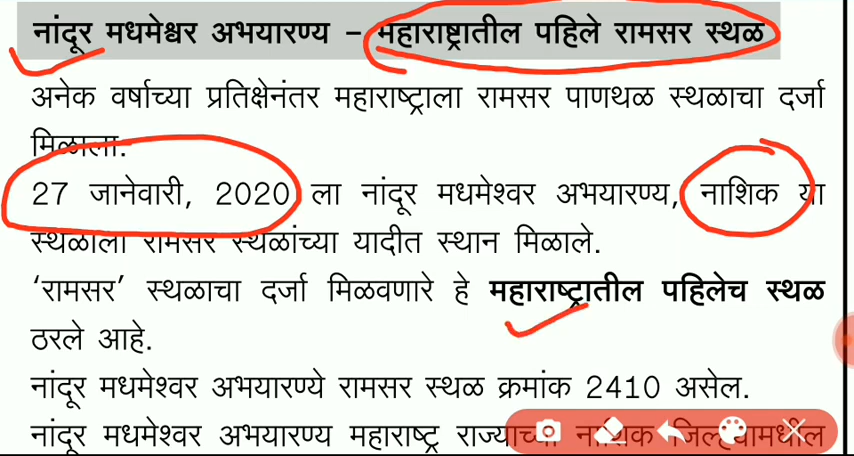 नांदूर मधमेश्वर अभयारण्य – महाराष्ट्रातील पहिले रामसर स्थळ
अनेक वर्षाच्या प्रतिक्षेनंतर महाराष्ट्राला रामसर पाणथळ स्थळाचा दर्जा
मिळाला.
27 जानेवारी, 2020 ला नांदूर मधमेश्वर अभयारण्य, नाशिक या
स्थळाला रामसर स्थळांच्या यादीत स्थान मिळाले.
‘रामसर’ स्थळाचा दर्जा मिळवणारे हे महाराष्ट्रातील पहिलेच स्थळ
ठरले आहे.
नांदूर मधमेश्वर अभयारण्ये रामसर स्थळ क्रमांक 2410 असेल.
नांदूर मधमेश्वर अभयारण्य महाराष्ट्र राज्याच्या नाशिक जिल्ह्यामधील